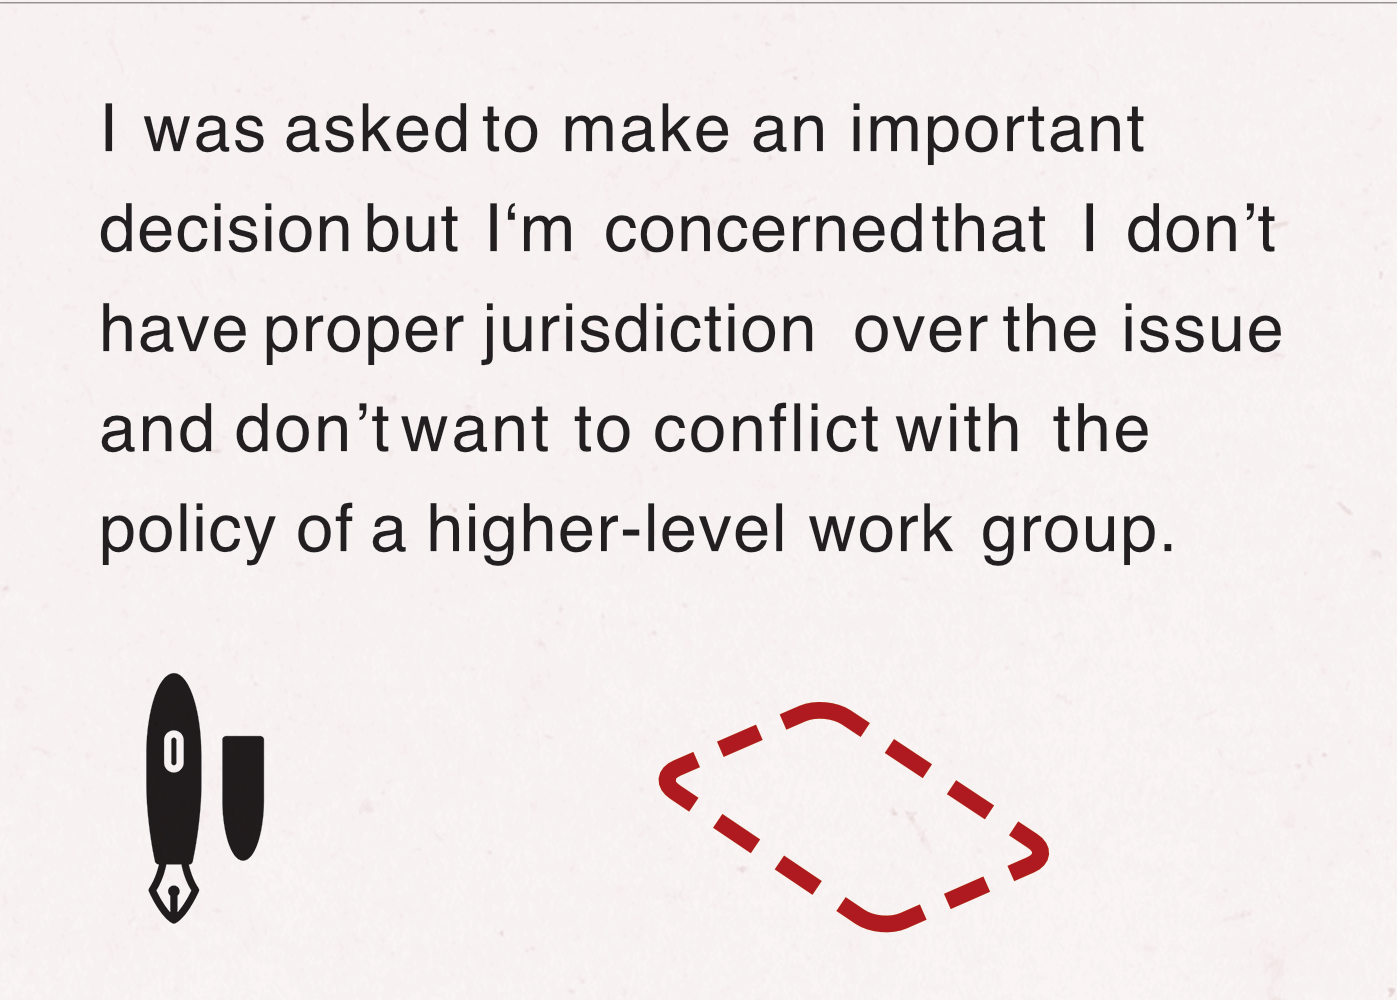 I was asked to make an important
decision but I‘m concerned that I don’t
have proper jurisdiction over the issue
and don’t want to conflict with the
policy of a higher-level work group.